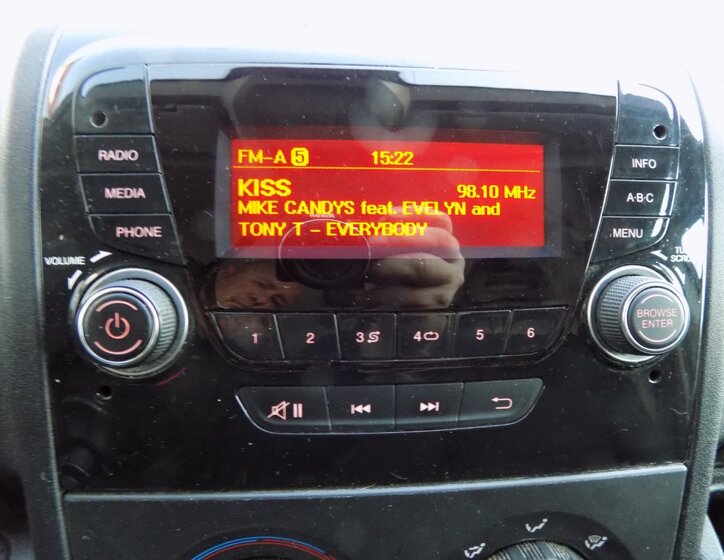 FM-A 5 15:22
KISS 98.10 MHz
MIKE CANDYS feat. EVELYN and
TONY T - EVERYBODY
RADIO
MEDIA
PHONE
INFO
A·B·C
MENU
VOLUME
BROWSE
ENTER
1 2 3 4 5 6